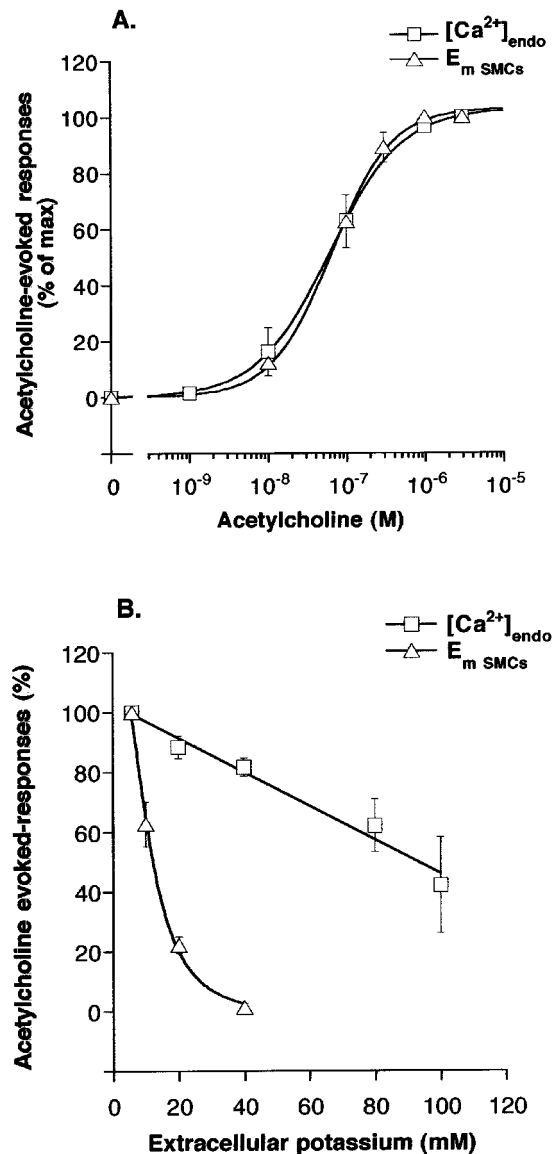 A.
[Ca²⁺]endo
Em SMCs
Acetylcholine-evoked responses
(% of max)
120
100
80
60
40
20
0
0 10⁻⁹ 10⁻⁸ 10⁻⁷ 10⁻⁶ 10⁻⁵
Acetylcholine (M)
B.
[Ca²⁺]endo
Em SMCs
Acetylcholine evoked-responses (%)
120
100
80
60
40
20
0
0 20 40 60 80 100 120
Extracellular potassium (mM)